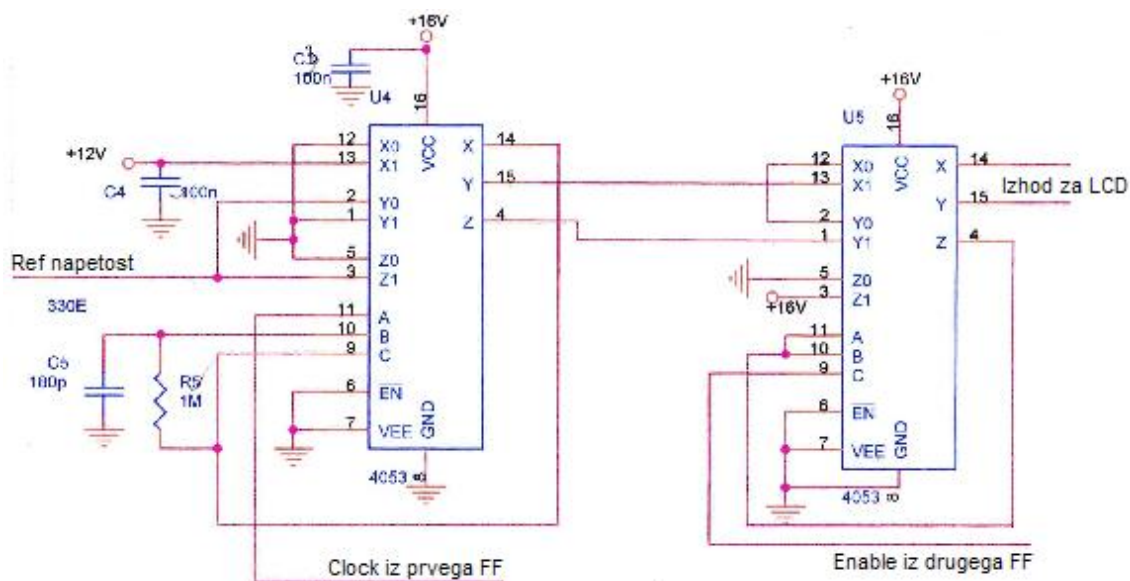 +16V
100n
U4
16
VCC
12 X0
13 X1
2 Y0
1 Y1
5 Z0
3 Z1
11 A
10 B
9 C
6 EN
7 VEE
GND
4053 8
X 14
Y 15
Z 4
+12V
C4
100n
Ref napetost
330E
C5
180p
R5
1M
Clock iz prvega FF
+16V
U5
16
VCC
12 X0
13 X1
2 Y0
1 Y1
5 Z0
3 Z1
+16V
11 A
10 B
9 C
6 EN
7 VEE
GND
4053 8
X 14
Y 15
Z 4
Izhod za LCD
Enable iz drugega FF